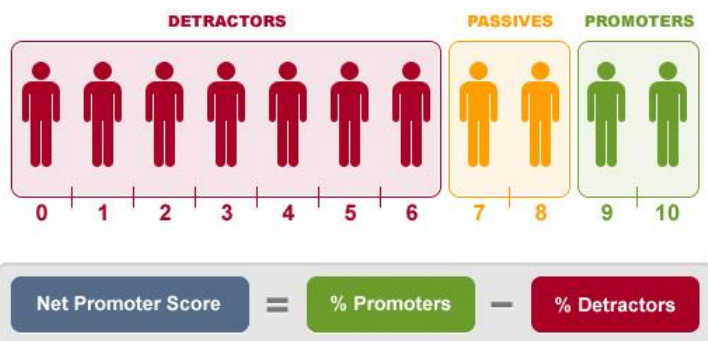 DETRACTORS PASSIVES PROMOTERS
0 1 2 3 4 5 6 7 8 9 10
Net Promoter Score = % Promoters − % Detractors